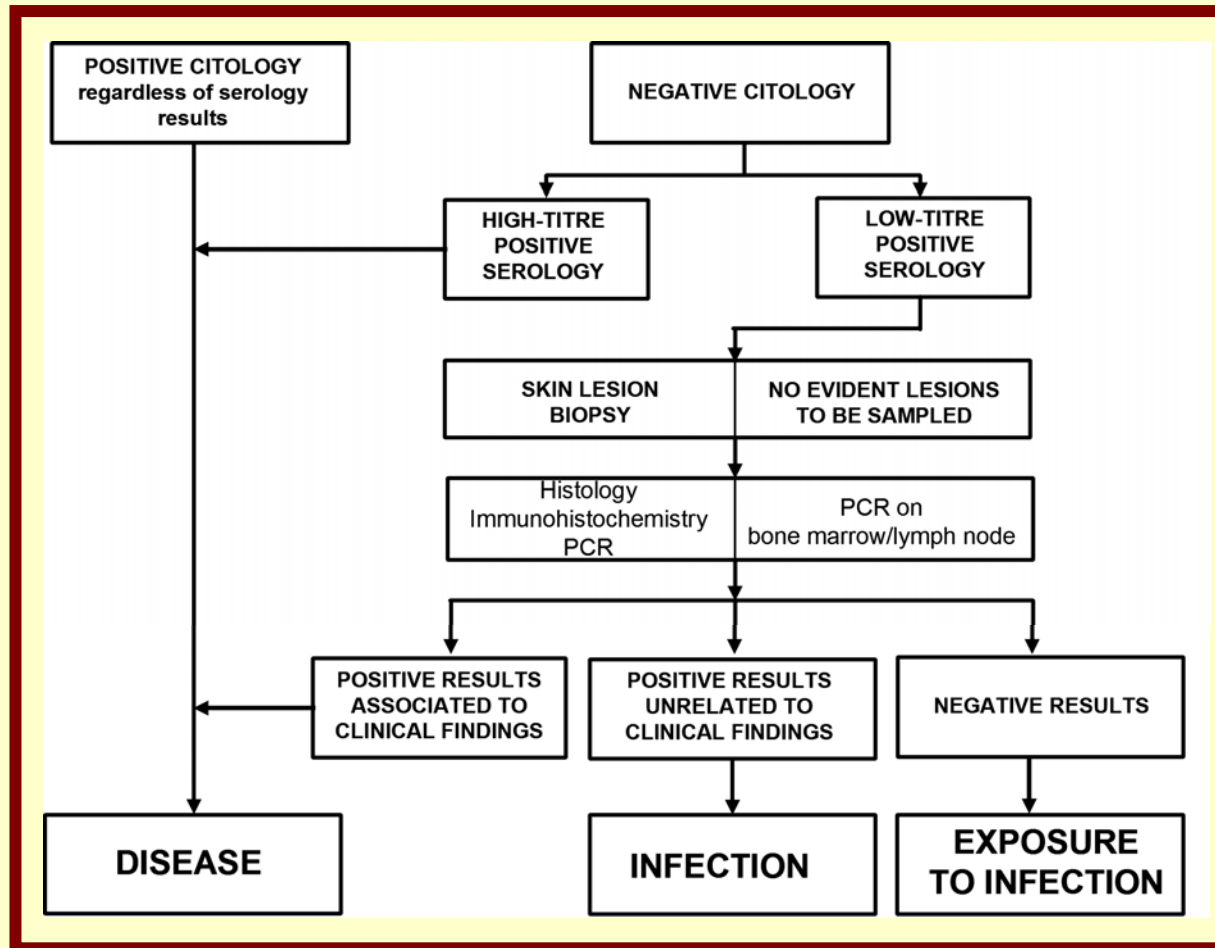 POSITIVE CITOLOGY
regardless of serology
results
NEGATIVE CITOLOGY
HIGH-TITRE
POSITIVE
SEROLOGY
LOW-TITRE
POSITIVE
SEROLOGY
SKIN LESION
BIOPSY
NO EVIDENT LESIONS
TO BE SAMPLED
Histology
Immunohistochemistry
PCR
PCR on
bone marrow/lymph node
POSITIVE RESULTS
ASSOCIATED TO
CLINICAL FINDINGS
POSITIVE RESULTS
UNRELATED TO
CLINICAL FINDINGS
NEGATIVE RESULTS
DISEASE
INFECTION
EXPOSURE
TO INFECTION